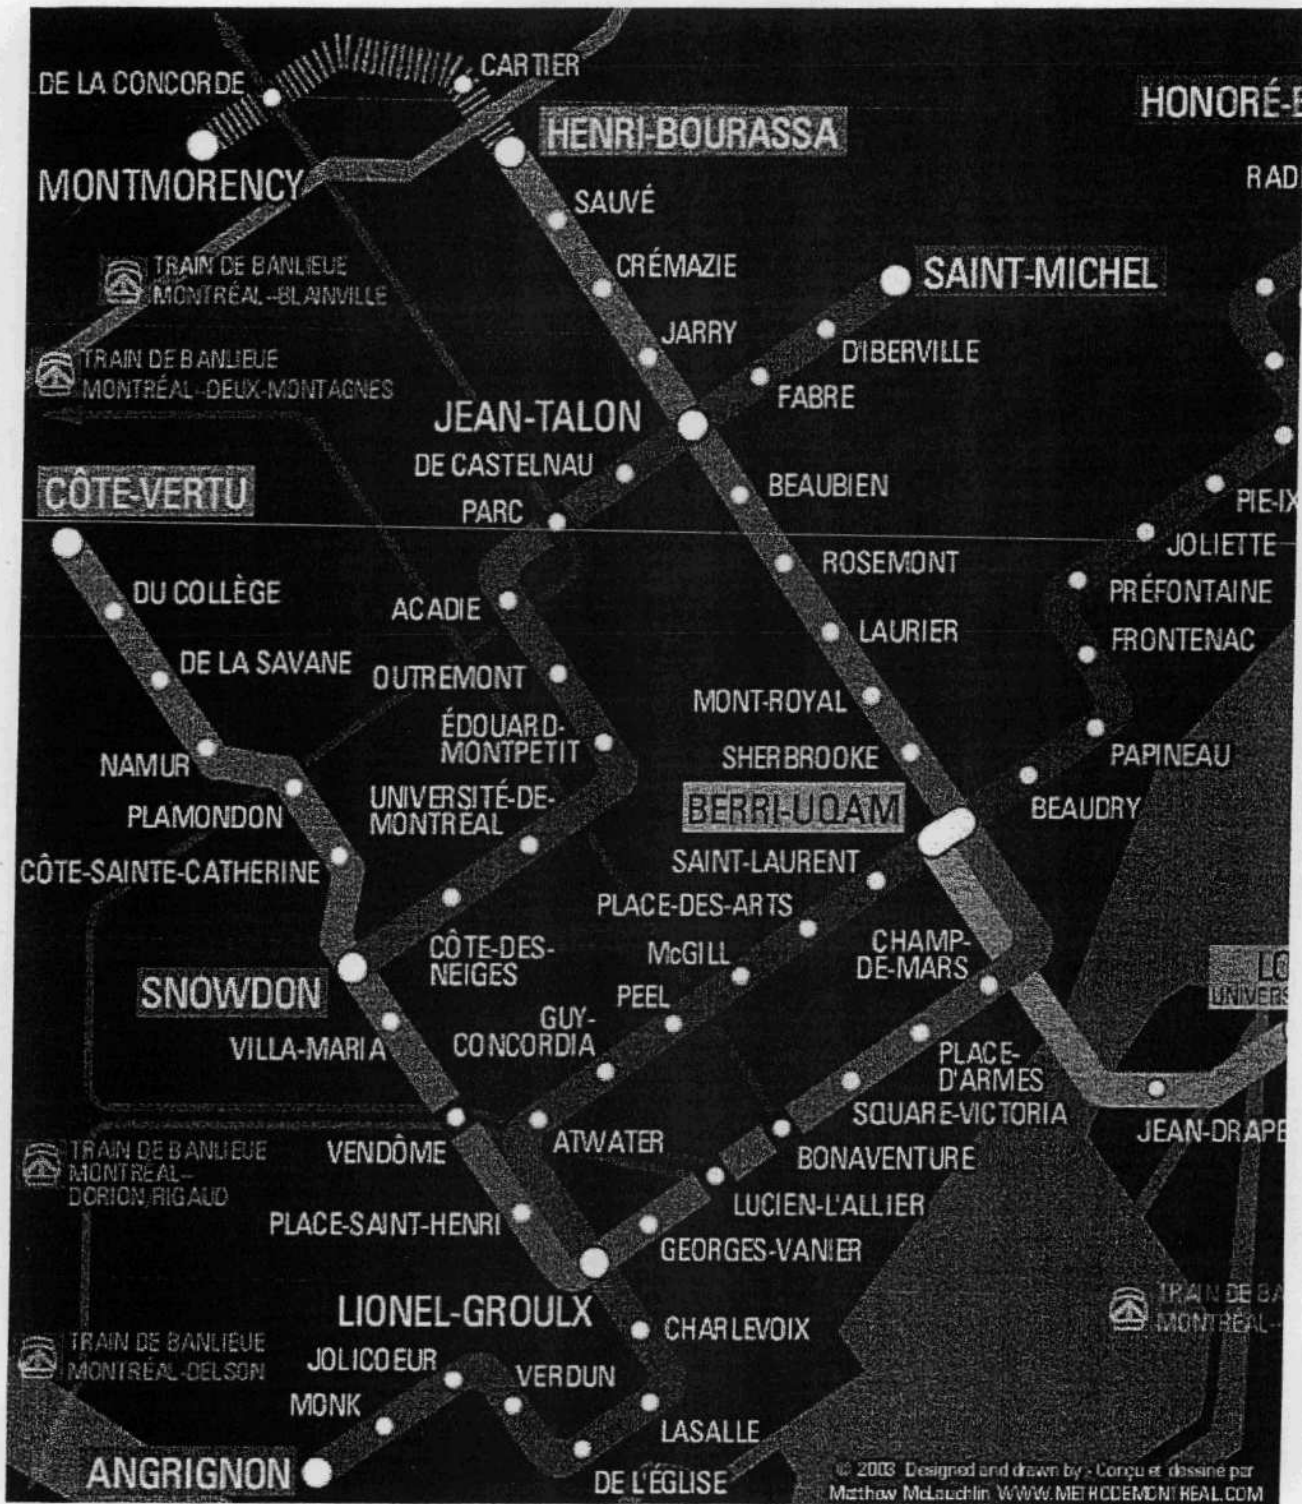 CARTIER
DE LA CONCORDE
HENRI-BOURASSA
MONTMORENCY
SAUVÉ
CRÉMAZIE
SAINT-MICHEL
TRAIN DE BANLIEUE
MONTRÉAL-BLAINVILLE
JARRY
D'IBERVILLE
TRAIN DE BANLIEUE
MONTRÉAL-DEUX-MONTAGNES
FABRE
JEAN-TALON
DE CASTELNAU
BEAUBIEN
CÔTE-VERTU
PARC
PIE-IX
JOLIETTE
ROSEMONT
DU COLLÈGE
ACADIE
PRÉFONTAINE
LAURIER
FRONTENAC
DE LA SAVANE
OUTREMONT
MONT-ROYAL
ÉDOUARD-
MONTPETIT
SHERBROOKE
PAPINEAU
NAMUR
UNIVERSITÉ-DE-
MONTRÉAL
BERRI-UQAM
BEAUDRY
PLAMONDON
CÔTE-SAINTE-CATHERINE
SAINT-LAURENT
PLACE-DES-ARTS
CÔTE-DES-
NEIGES
McGILL
CHAMP-
DE-MARS
SNOWDON
PEEL
LO
UNIVERS
VILLA-MARIA
GUY-
CONCORDIA
PLACE-
D'ARMES
SQUARE-VICTORIA
VENDÔME
ATWATER
BONAVENTURE
JEAN-DRAPE
TRAIN DE BANLIEUE
MONTRÉAL-
DORION/RIGAUD
LUCIEN-L'ALLIER
PLACE-SAINT-HENRI
GEORGES-VANIER
LIONEL-GROULX
TRAIN DE BA
MONTRÉAL-
CHARLEVOIX
TRAIN DE BANLIEUE
MONTRÉAL-DELSON
JOLICOEUR
VERDUN
MONK
LASALLE
ANGRIGNON
DE L'ÉGLISE
HONORÉ-B
RAD
© 2003 Designed and drawn by - Conçu et dessiné par
Matthew McLauchlin WWW.METRODEMONTREAL.COM